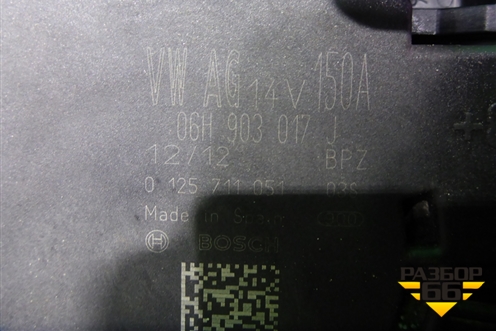 VW AG 14V 150A
06H 903 017 J
12/12 BPZ
0 125 711 051 03S
Made in Spain
BOSCH
РАЗБОР
66